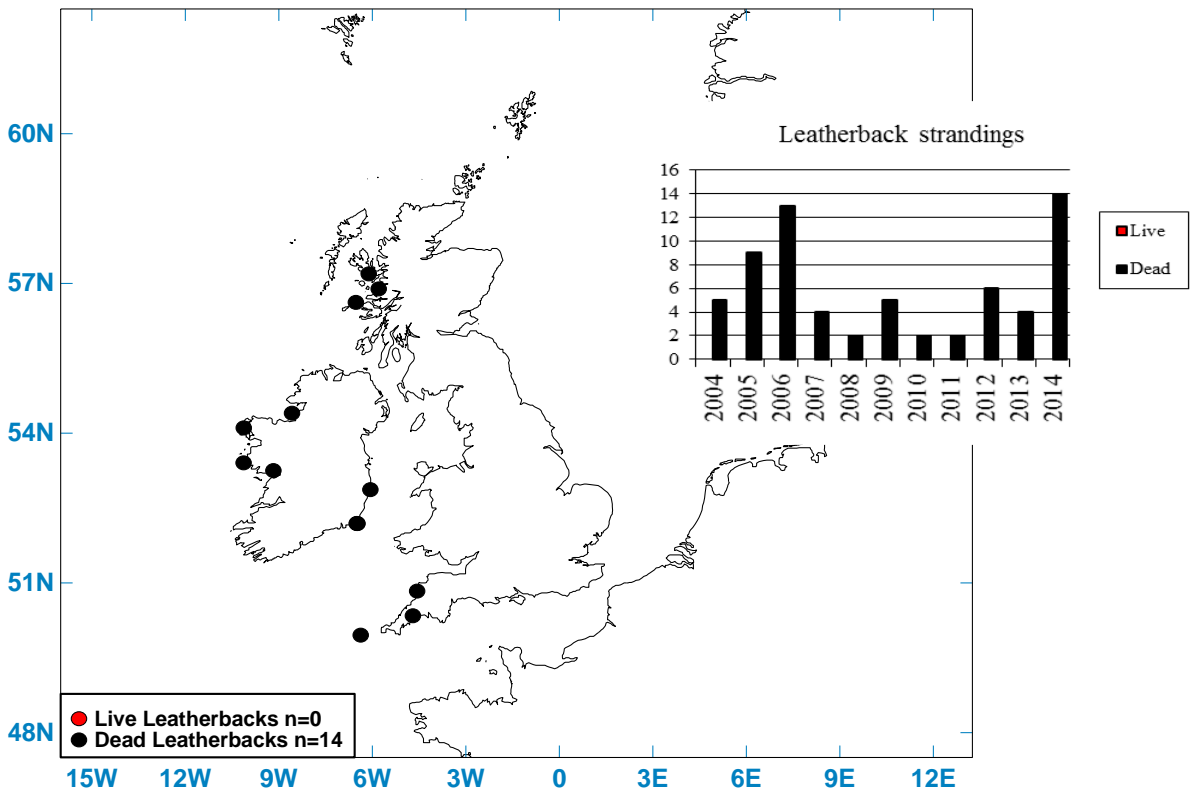 60N
57N
54N
51N
48N
15W 12W 9W 6W 3W 0 3E 6E 9E 12E
Live Leatherbacks n=0
Dead Leatherbacks n=14
Leatherback strandings
16
14
12
10
8
6
4
2
0
2004 2005 2006 2007 2008 2009 2010 2011 2012 2013 2014
Live
Dead